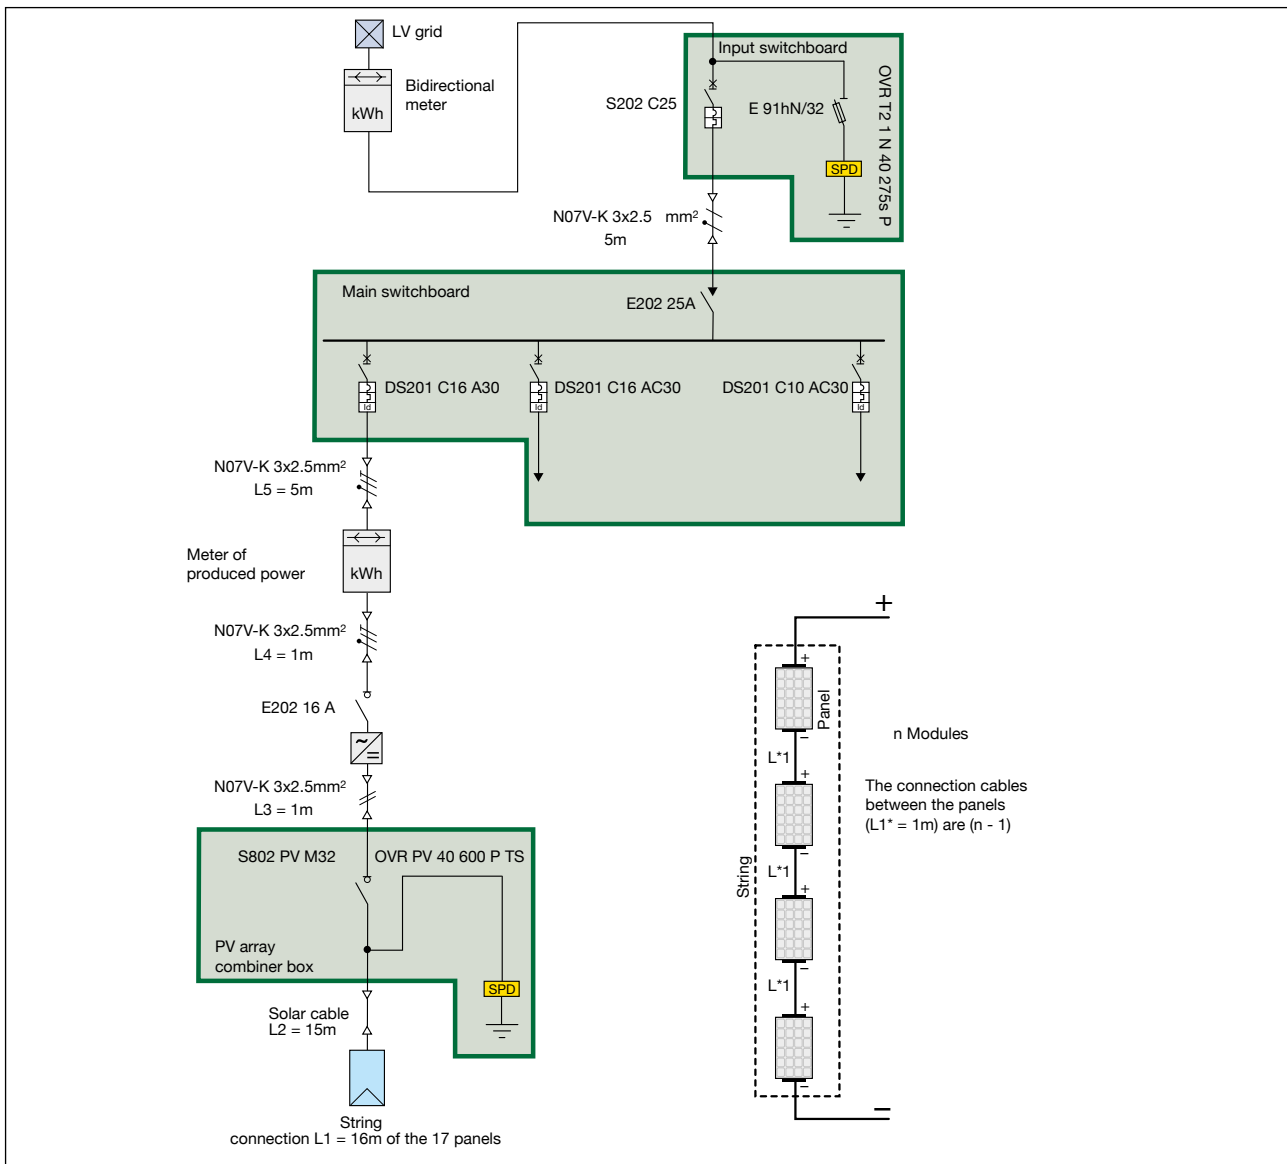 LV grid
Bidirectional
meter
kWh
Input switchboard
S202 C25
E 91hN/32
OVR T2 1 N 40 275s P
SPD
N07V-K 3x2.5 mm²
5m
Main switchboard
E202 25A
DS201 C16 A30
DS201 C16 AC30
DS201 C10 AC30
Id
Id
Id
N07V-K 3x2.5mm²
L5 = 5m
Meter of
produced power
kWh
N07V-K 3x2.5mm²
L4 = 1m
E202 16 A
N07V-K 3x2.5mm²
L3 = 1m
S802 PV M32
OVR PV 40 600 P TS
PV array
combiner box
SPD
Solar cable
L2 = 15m
String
connection L1 = 16m of the 17 panels
+
+
Panel
–
L*1
+
–
L*1
+
–
L*1
+
–
–
String
n Modules
The connection cables
between the panels
(L1* = 1m) are (n - 1)